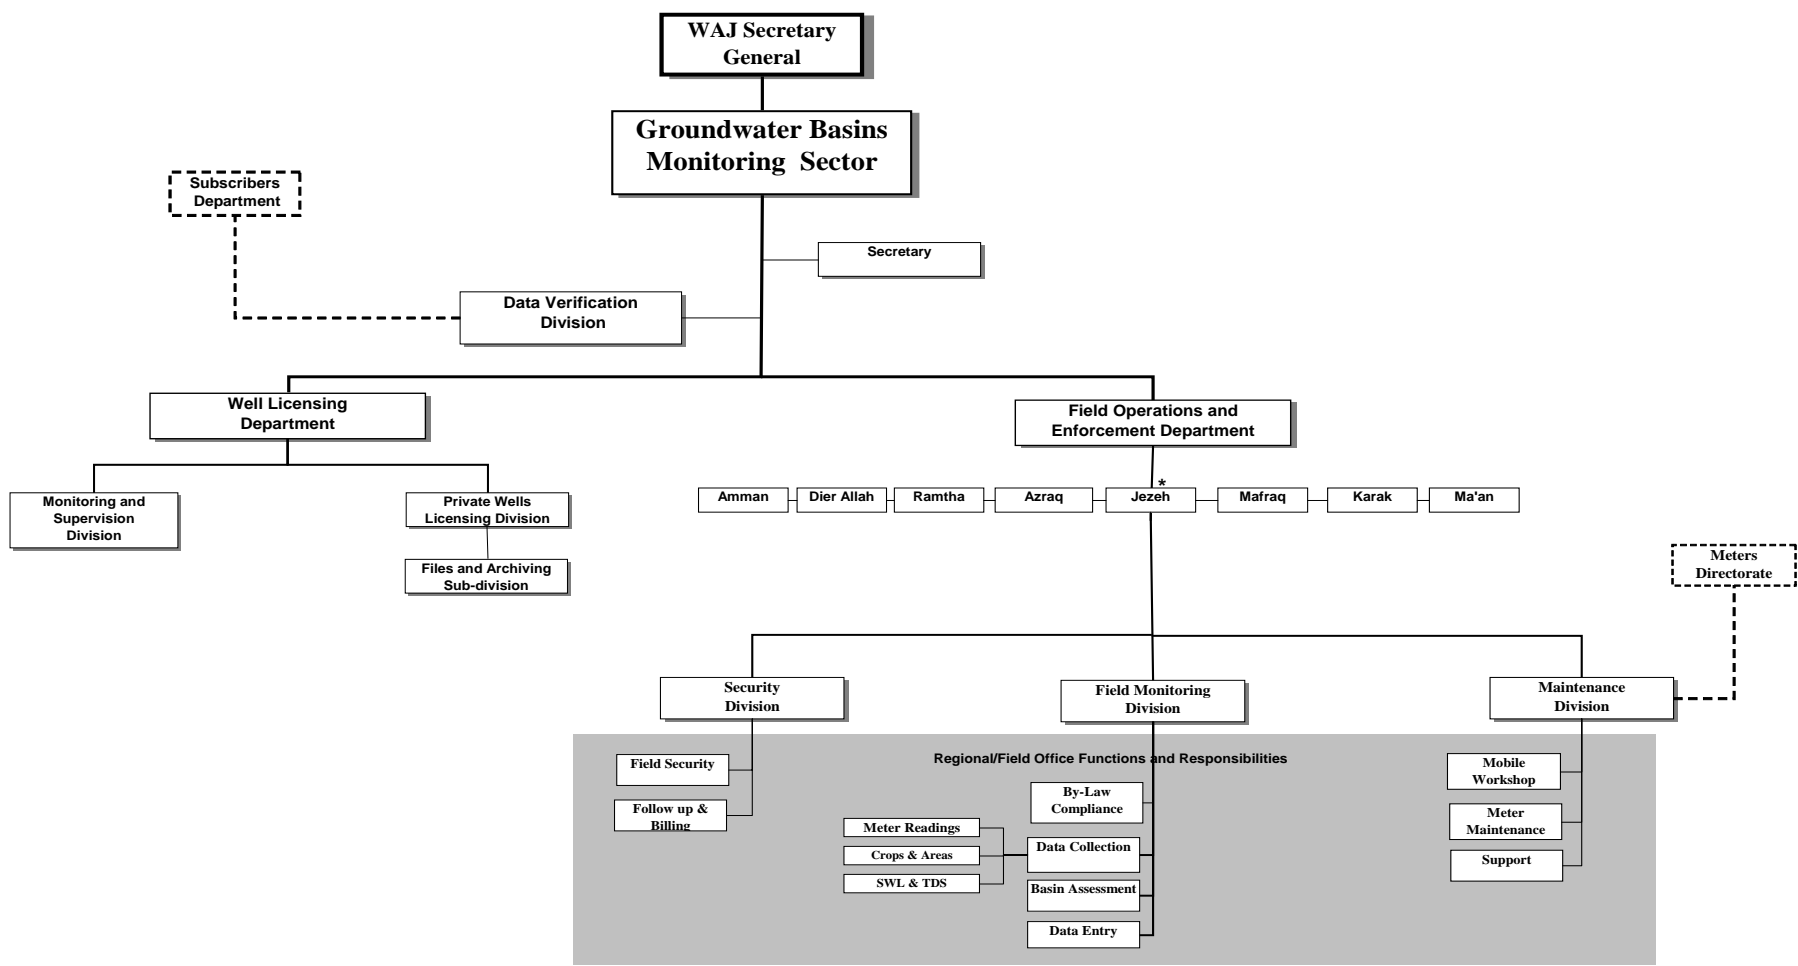 WAJ Secretary
General
Groundwater Basins
Monitoring Sector
Subscribers
Department
Secretary
Data Verification
Division
Well Licensing
Department
Field Operations and
Enforcement Department
Monitoring and
Supervision
Division
Private Wells
Licensing Division
Files and Archiving
Sub-division
*
Amman
Dier Allah
Ramtha
Azraq
Jezeh
Mafraq
Karak
Ma'an
Meters
Directorate
Security
Division
Field Monitoring
Division
Maintenance
Division
Regional/Field Office Functions and Responsibilities
Field Security
Follow up &
Billing
By-Law
Compliance
Meter Readings
Crops & Areas
SWL & TDS
Data Collection
Basin Assessment
Data Entry
Mobile
Workshop
Meter
Maintenance
Support